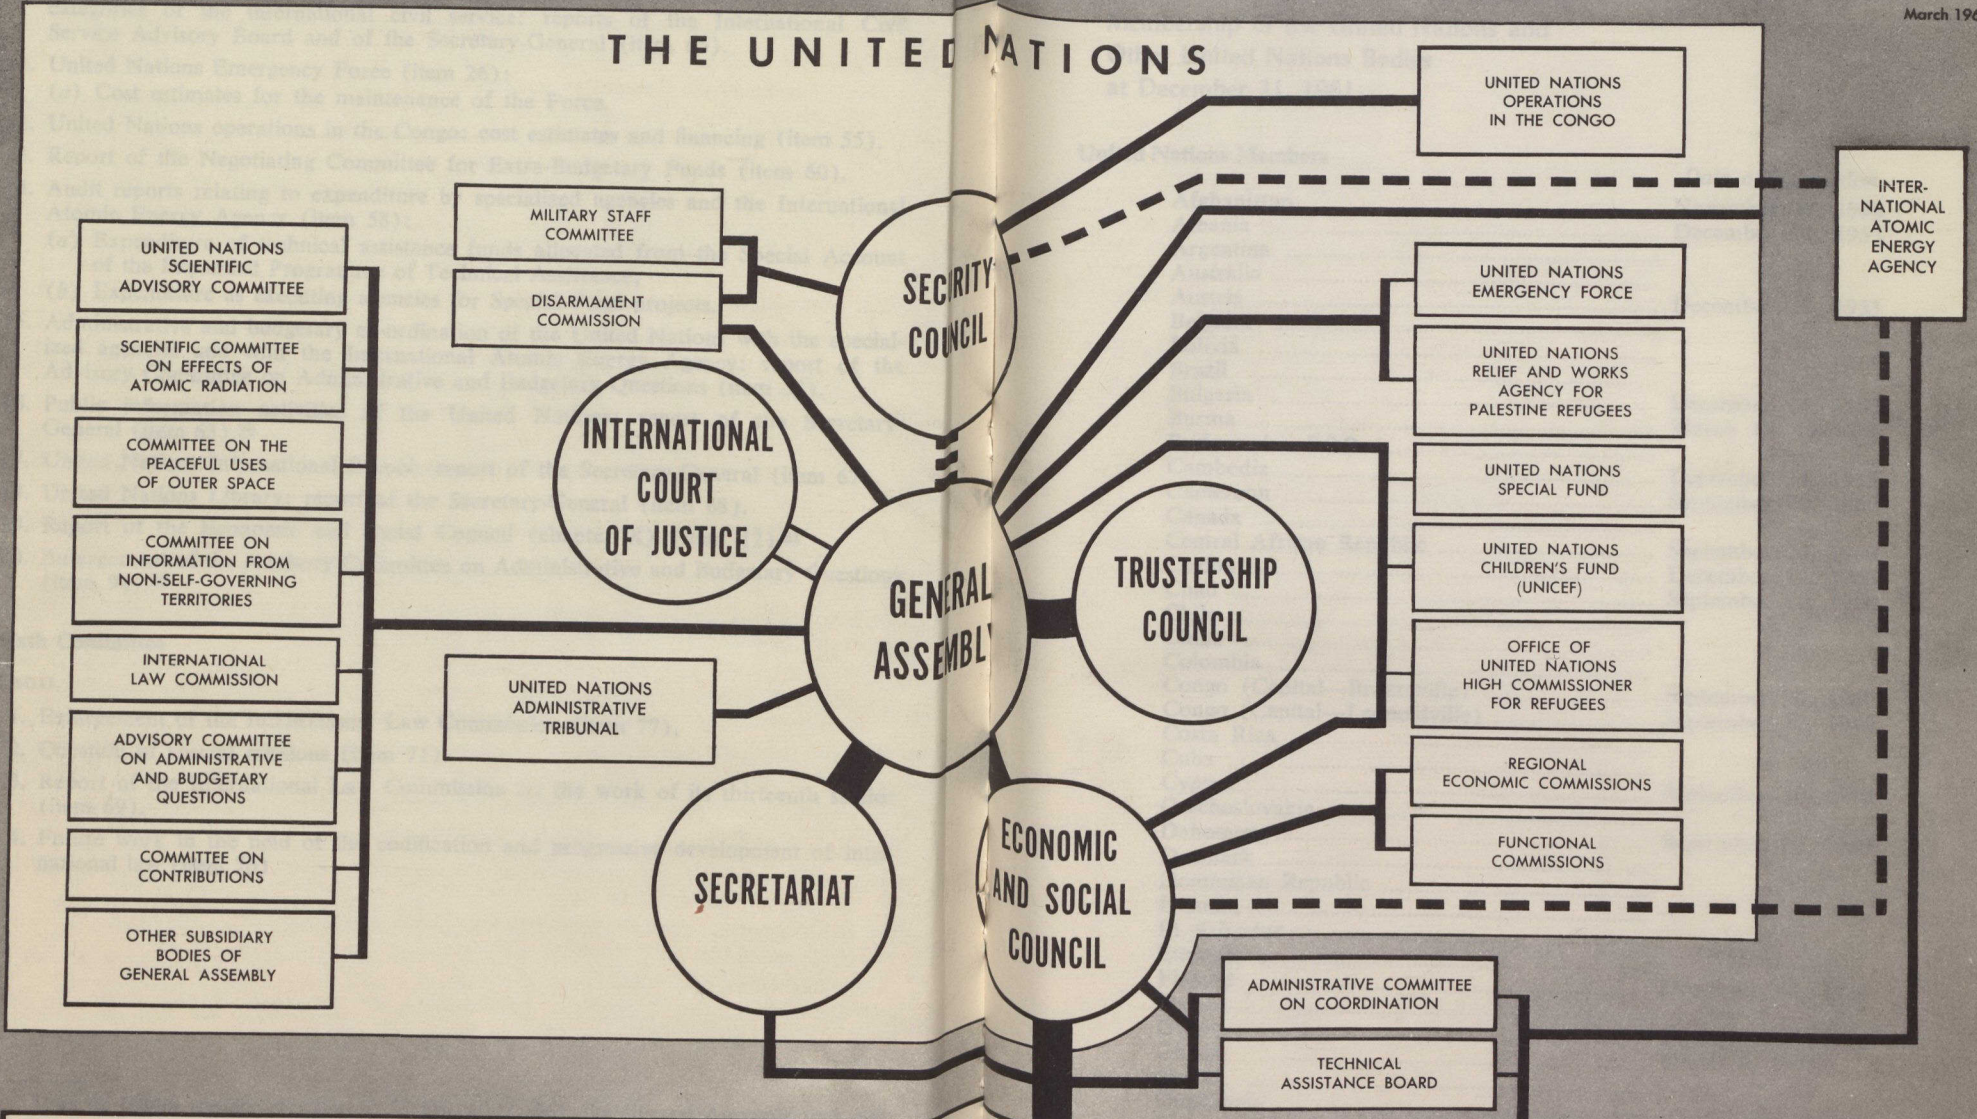 March 196
THE UNITED NATIONS
UNITED NATIONS
OPERATIONS
IN THE CONGO
INTER-
NATIONAL
ATOMIC
ENERGY
AGENCY
MILITARY STAFF
COMMITTEE
DISARMAMENT
COMMISSION
SECURITY
COUNCIL
UNITED NATIONS
SCIENTIFIC
ADVISORY COMMITTEE
SCIENTIFIC COMMITTEE
ON EFFECTS OF
ATOMIC RADIATION
COMMITTEE ON THE
PEACEFUL USES
OF OUTER SPACE
COMMITTEE ON
INFORMATION FROM
NON-SELF-GOVERNING
TERRITORIES
INTERNATIONAL
LAW COMMISSION
ADVISORY COMMITTEE
ON ADMINISTRATIVE
AND BUDGETARY
QUESTIONS
COMMITTEE ON
CONTRIBUTIONS
OTHER SUBSIDIARY
BODIES OF
GENERAL ASSEMBLY
INTERNATIONAL
COURT
OF JUSTICE
GENERAL
ASSEMBLY
TRUSTEESHIP
COUNCIL
UNITED NATIONS
ADMINISTRATIVE
TRIBUNAL
SECRETARIAT
ECONOMIC
AND SOCIAL
COUNCIL
UNITED NATIONS
EMERGENCY FORCE
UNITED NATIONS
RELIEF AND WORKS
AGENCY FOR
PALESTINE REFUGEES
UNITED NATIONS
SPECIAL FUND
UNITED NATIONS
CHILDREN'S FUND
(UNICEF)
OFFICE OF
UNITED NATIONS
HIGH COMMISSIONER
FOR REFUGEES
REGIONAL
ECONOMIC COMMISSIONS
FUNCTIONAL
COMMISSIONS
ADMINISTRATIVE COMMITTEE
ON COORDINATION
TECHNICAL
ASSISTANCE BOARD